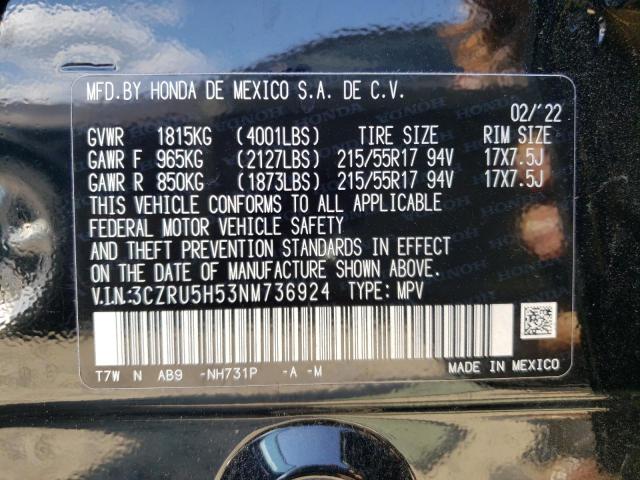 MFD.BY HONDA DE MEXICO S.A. DE C.V.
02/'22
GVWR 1815KG (4001LBS) TIRE SIZE RIM SIZE
GAWR F 965KG (2127LBS) 215/55R17 94V 17X7.5J
GAWR R 850KG (1873LBS) 215/55R17 94V 17X7.5J
THIS VEHICLE CONFORMS TO ALL APPLICABLE
FEDERAL MOTOR VEHICLE SAFETY
AND THEFT PREVENTION STANDARDS IN EFFECT
ON THE DATE OF MANUFACTURE SHOWN ABOVE.
V.I.N.:3CZRU5H53NM736924 TYPE: MPV
T7W N AB9 -NH731P -A -M
MADE IN MEXICO